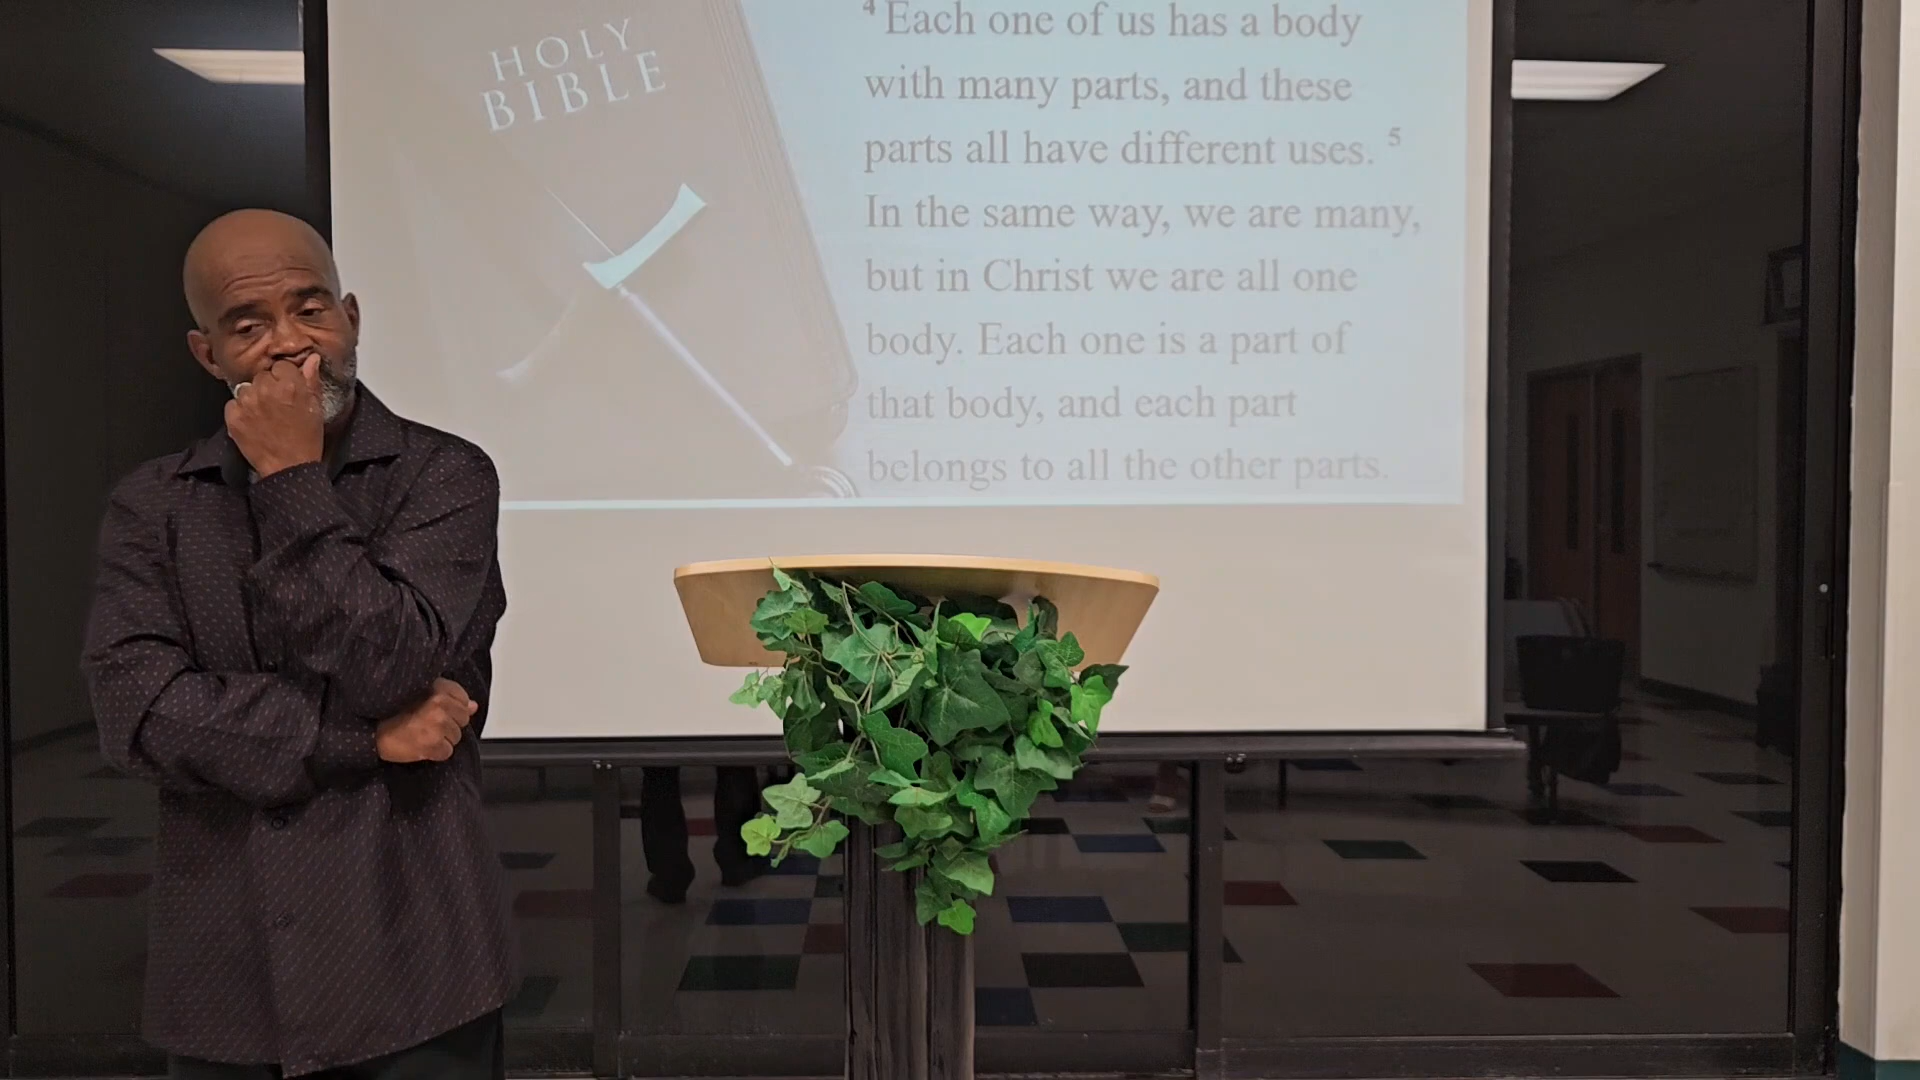 HOLY
BIBLE
4 Each one of us has a body
with many parts, and these
parts all have different uses. 5
In the same way, we are many,
but in Christ we are all one
body. Each one is a part of
that body, and each part
belongs to all the other parts.